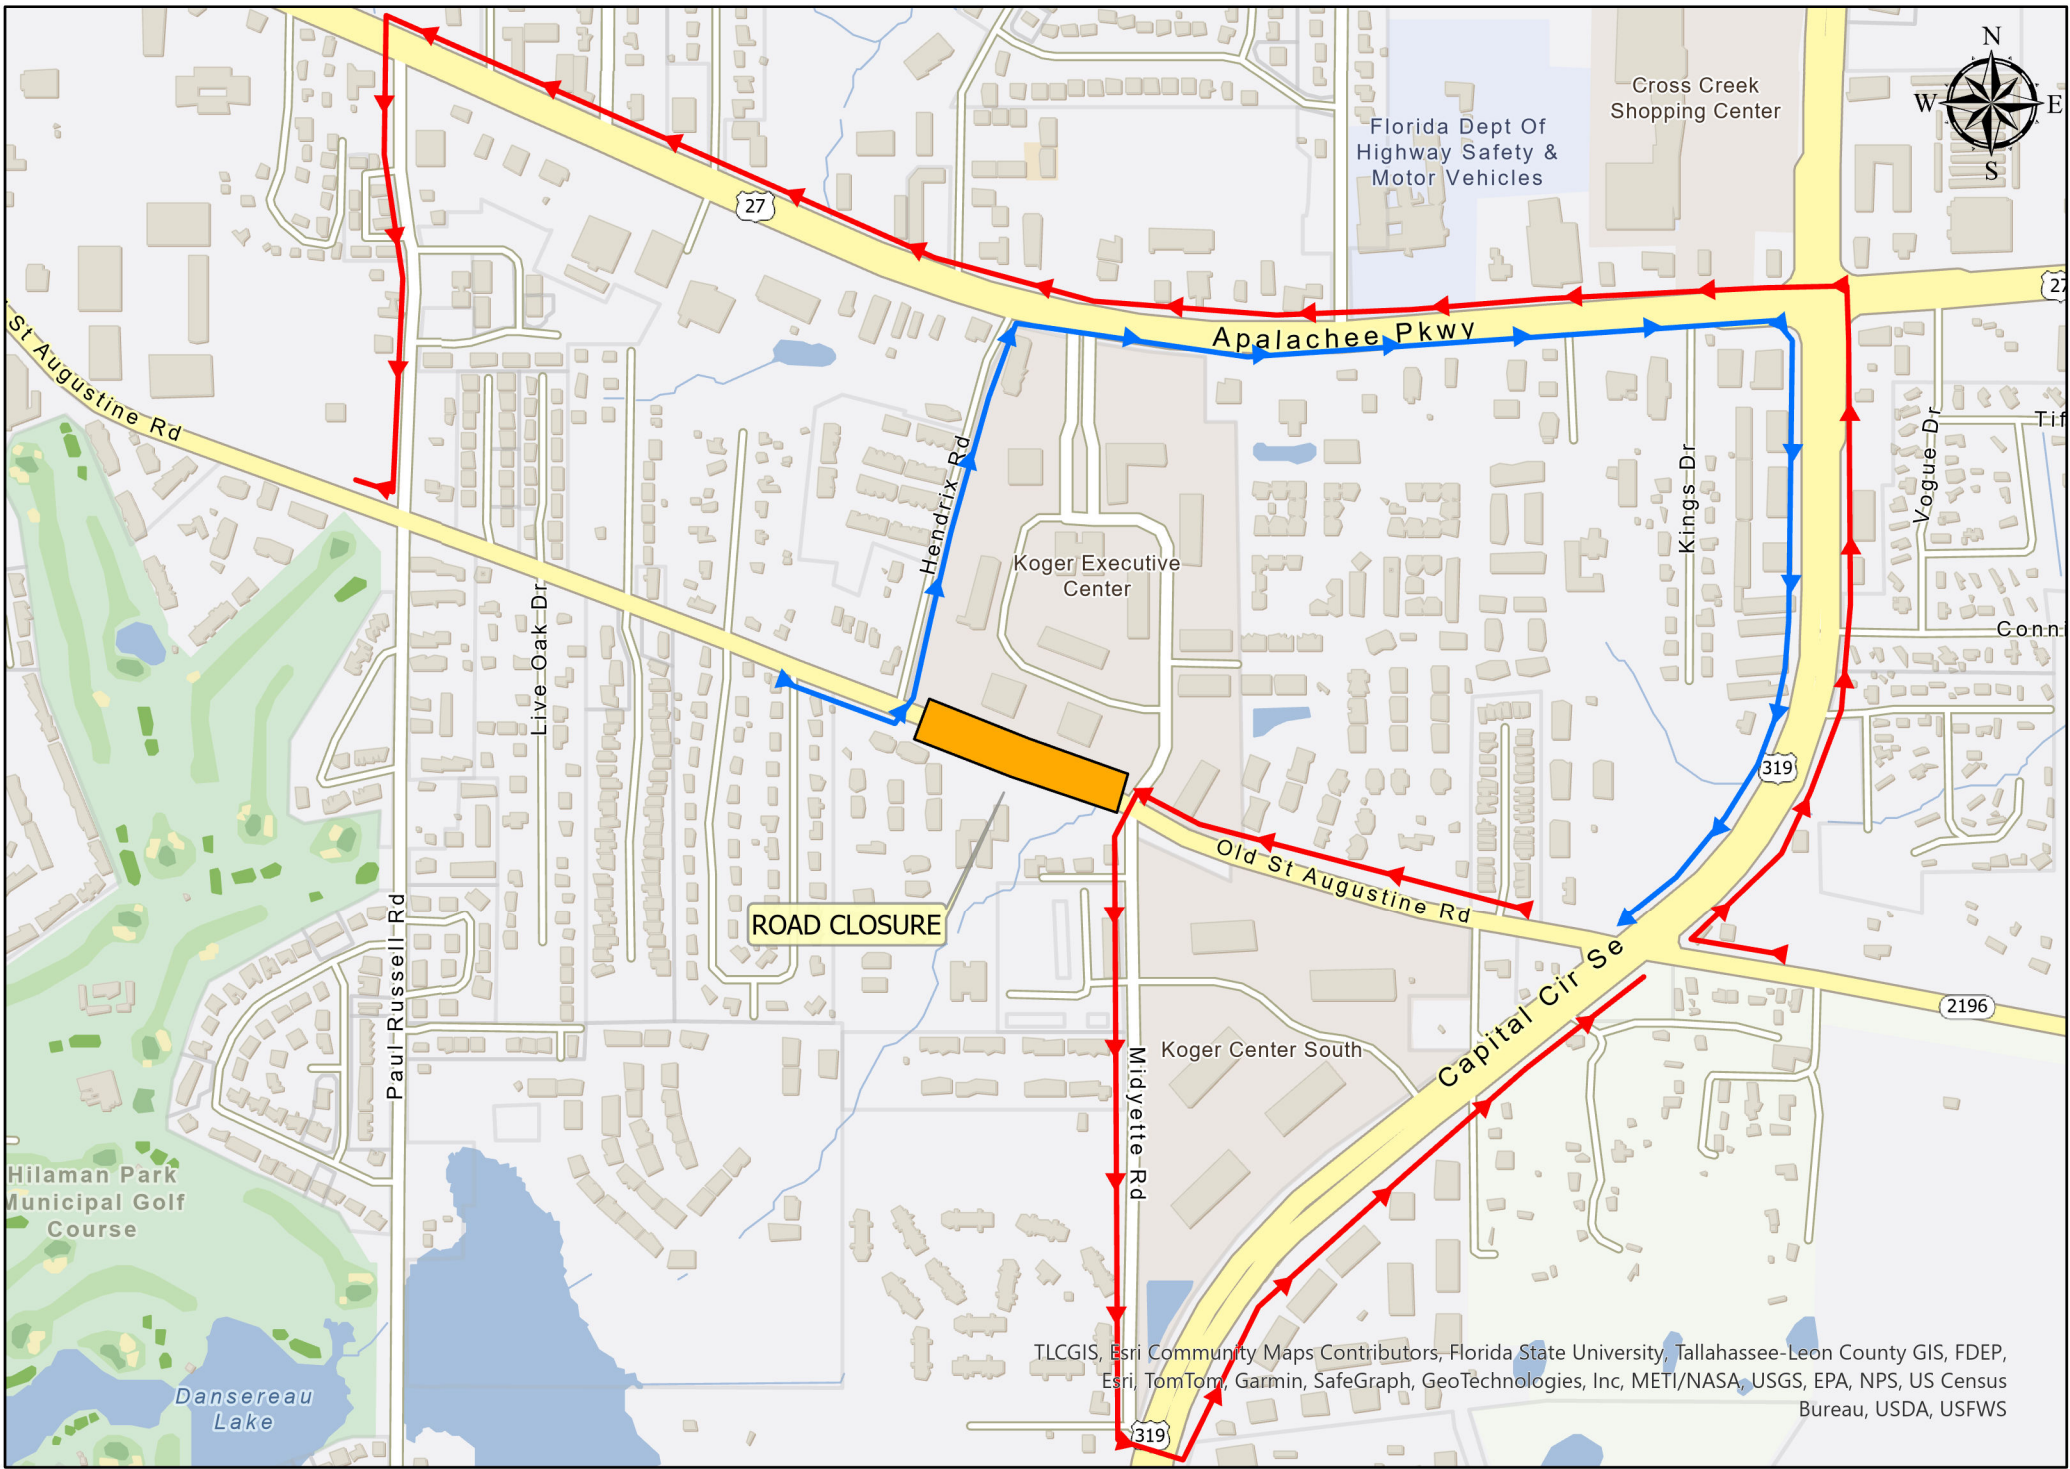 N
W
E
S
Cross Creek
Shopping Center
Florida Dept Of
Highway Safety &
Motor Vehicles
27
27
Apalachee Pkwy
St Augustine Rd
Hendrix Rd
Kings Dr
Vogue Dr
Tif
Conni
Koger Executive
Center
Live Oak Dr
319
Old St Augustine Rd
ROAD CLOSURE
Paul Russell Rd
Capital Cir Se
2196
Koger Center South
Midyette Rd
Hilaman Park
Municipal Golf
Course
Dansereau
Lake
319
TLCGIS, Esri Community Maps Contributors, Florida State University, Tallahassee-Leon County GIS, FDEP,
Esri, TomTom, Garmin, SafeGraph, GeoTechnologies, Inc, METI/NASA, USGS, EPA, NPS, US Census
Bureau, USDA, USFWS